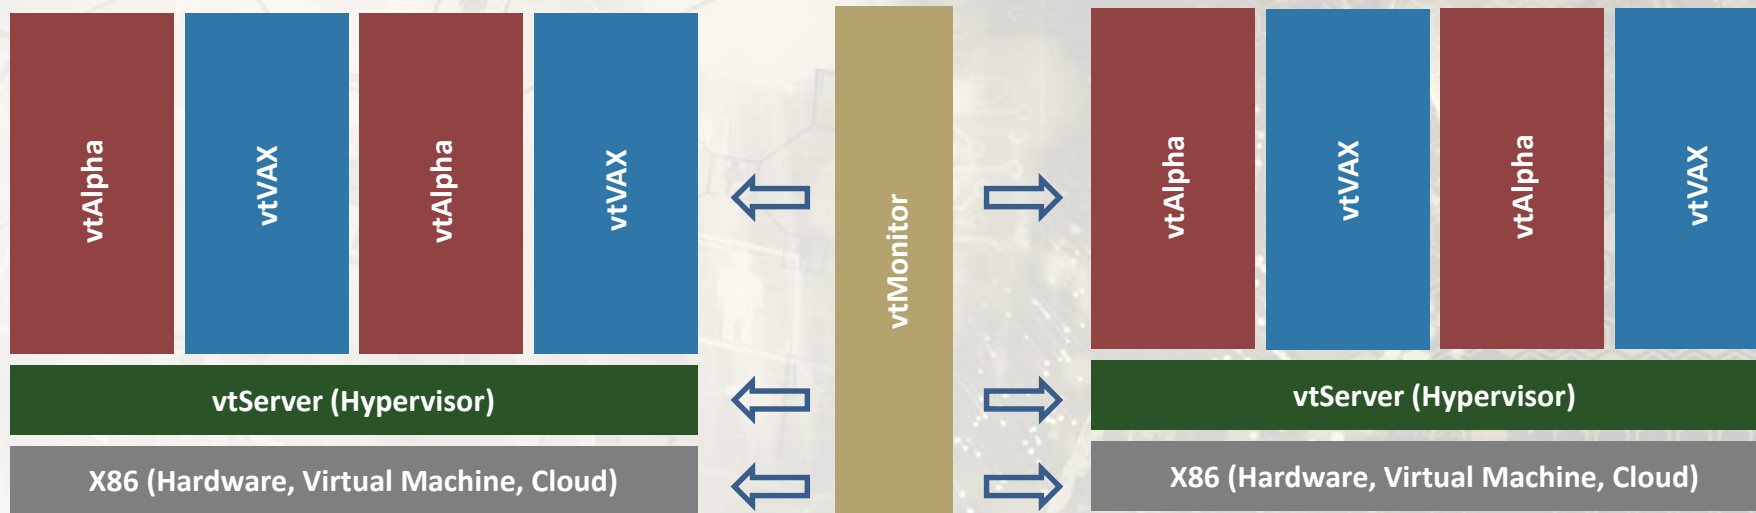 vtAlpha
vtVAX
vtAlpha
vtVAX
vtServer (Hypervisor)
X86 (Hardware, Virtual Machine, Cloud)
vtMonitor
vtAlpha
vtVAX
vtAlpha
vtVAX
vtServer (Hypervisor)
X86 (Hardware, Virtual Machine, Cloud)